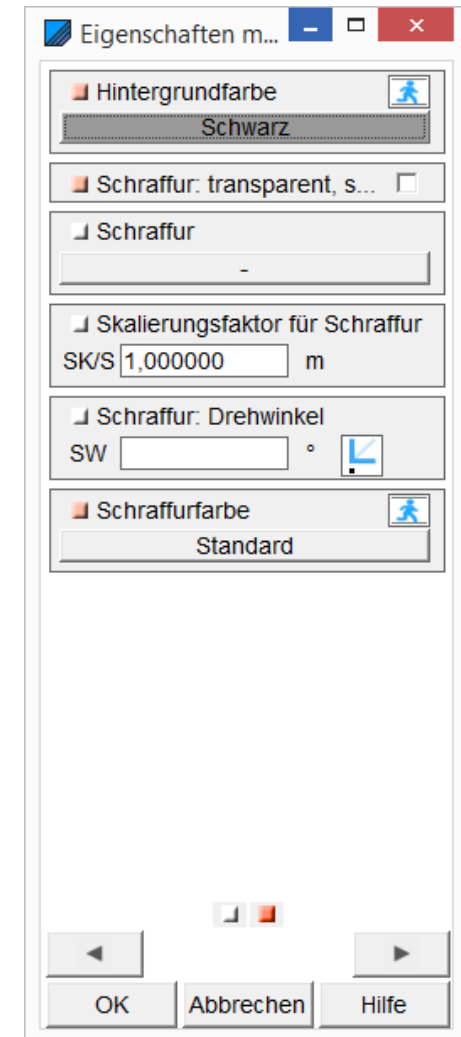 Eigenschaften m...
Hintergrundfarbe
Schwarz
Schraffur: transparent, s...
Schraffur
-
Skalierungsfaktor für Schraffur
SK/S 1,000000 m
Schraffur: Drehwinkel
SW °
Schraffurfarbe
Standard
OK Abbrechen Hilfe